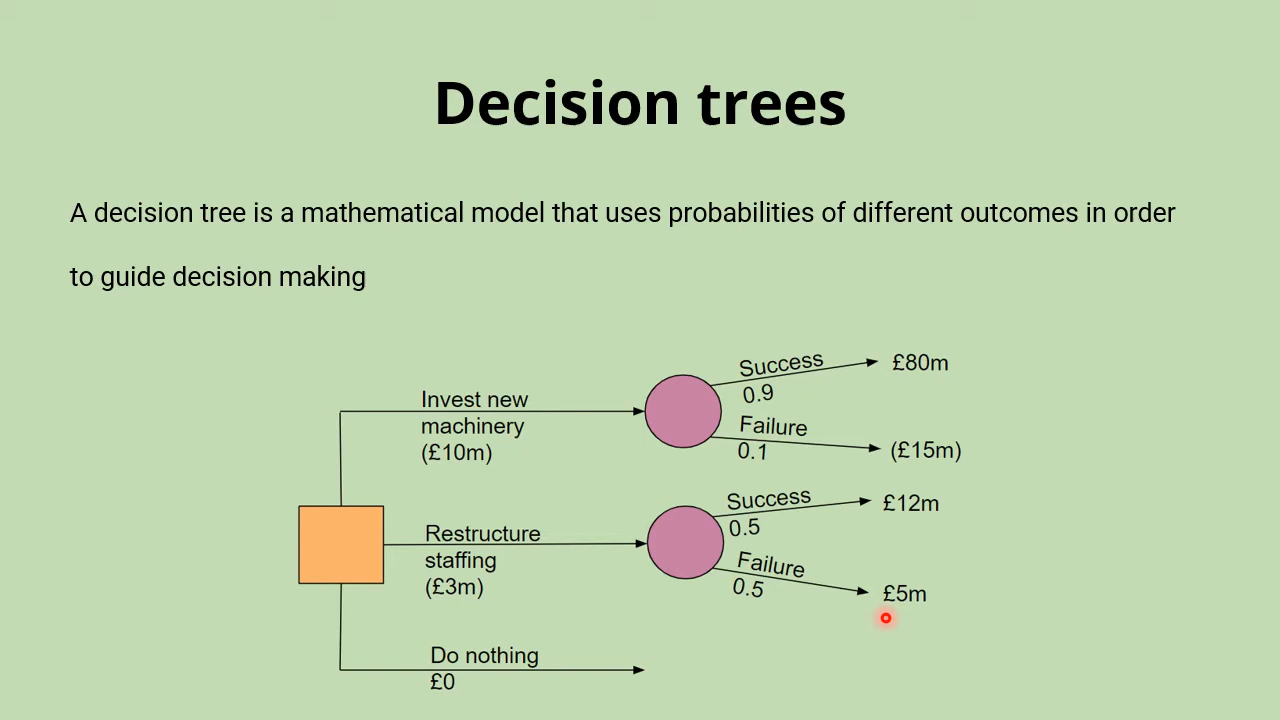 Decision trees
A decision tree is a mathematical model that uses probabilities of different outcomes in order
to guide decision making
Invest new
machinery
(£10m)
Success
0.9
£80m
Failure
0.1
(£15m)
Restructure
staffing
(£3m)
Success
0.5
£12m
Failure
0.5
£5m
Do nothing
£0